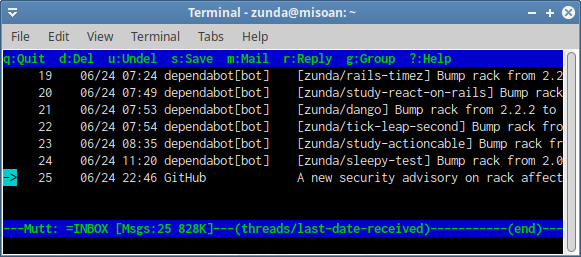 Terminal - zunda@misoan: ~
File Edit View Terminal Tabs Help
q:Quit d:Del u:Undel s:Save m:Mail r:Reply g:Group ?:Help
19 06/24 07:24 dependabot[bot] [zunda/rails-timez] Bump rack from 2.2
20 06/24 07:49 dependabot[bot] [zunda/study-react-on-rails] Bump rack
21 06/24 07:53 dependabot[bot] [zunda/dango] Bump rack from 2.2.2 to
22 06/24 07:54 dependabot[bot] [zunda/tick-leap-second] Bump rack fro
23 06/24 08:35 dependabot[bot] [zunda/study-actioncable] Bump rack fr
24 06/24 11:20 dependabot[bot] [zunda/sleepy-test] Bump rack from 2.0
-> 25 06/24 22:46 GitHub A new security advisory on rack affect
---Mutt: =INBOX [Msgs:25 828K]---(threads/last-date-received)-----------(end)---